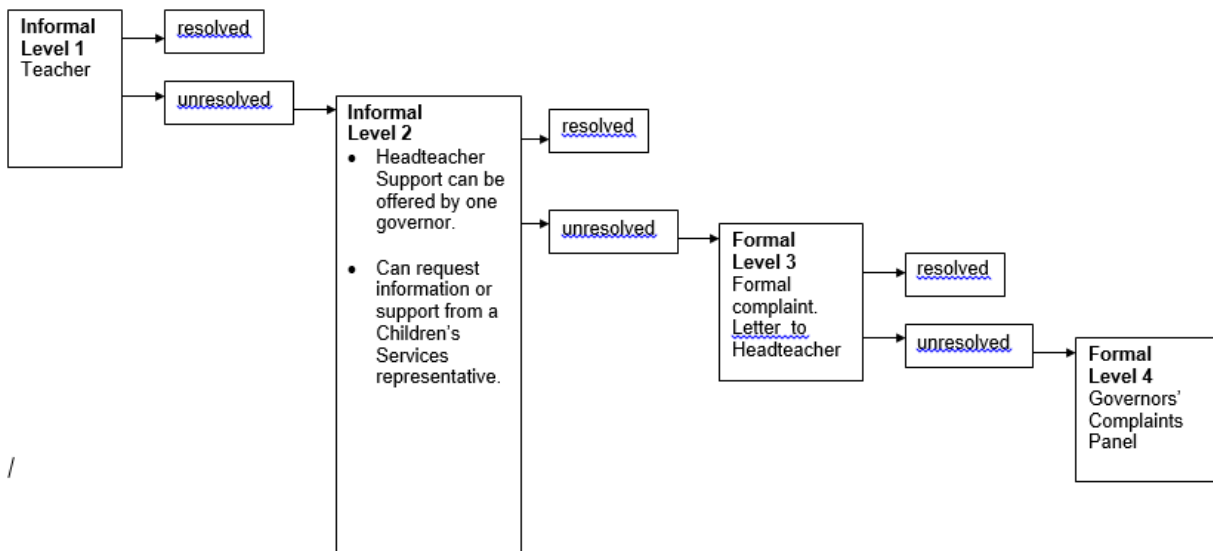 Informal
Level 1
Teacher
resolved
unresolved
Informal
Level 2
• Headteacher
Support can be
offered by one
governor.
• Can request
information or
support from a
Children's
Services
representative.
resolved
unresolved
Formal
Level 3
Formal
complaint.
Letter to
Headteacher
resolved
unresolved
Formal
Level 4
Governors'
Complaints
Panel
/